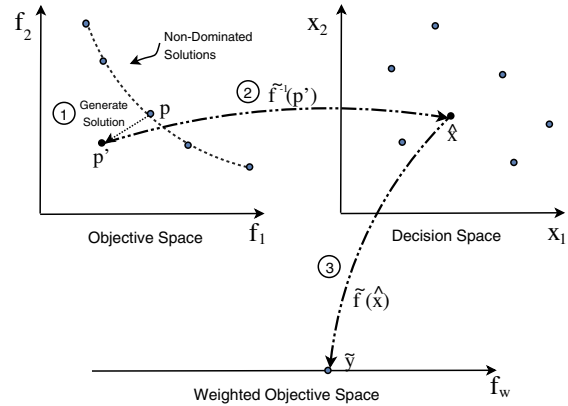 f2
Non-Dominated
Solutions
1
Generate
Solution
p
p'
2
f̃⁻¹(p')
Objective Space
f1
x2
x̂
Decision Space
x1
3
f̃(x̂)
ỹ
Weighted Objective Space
fw